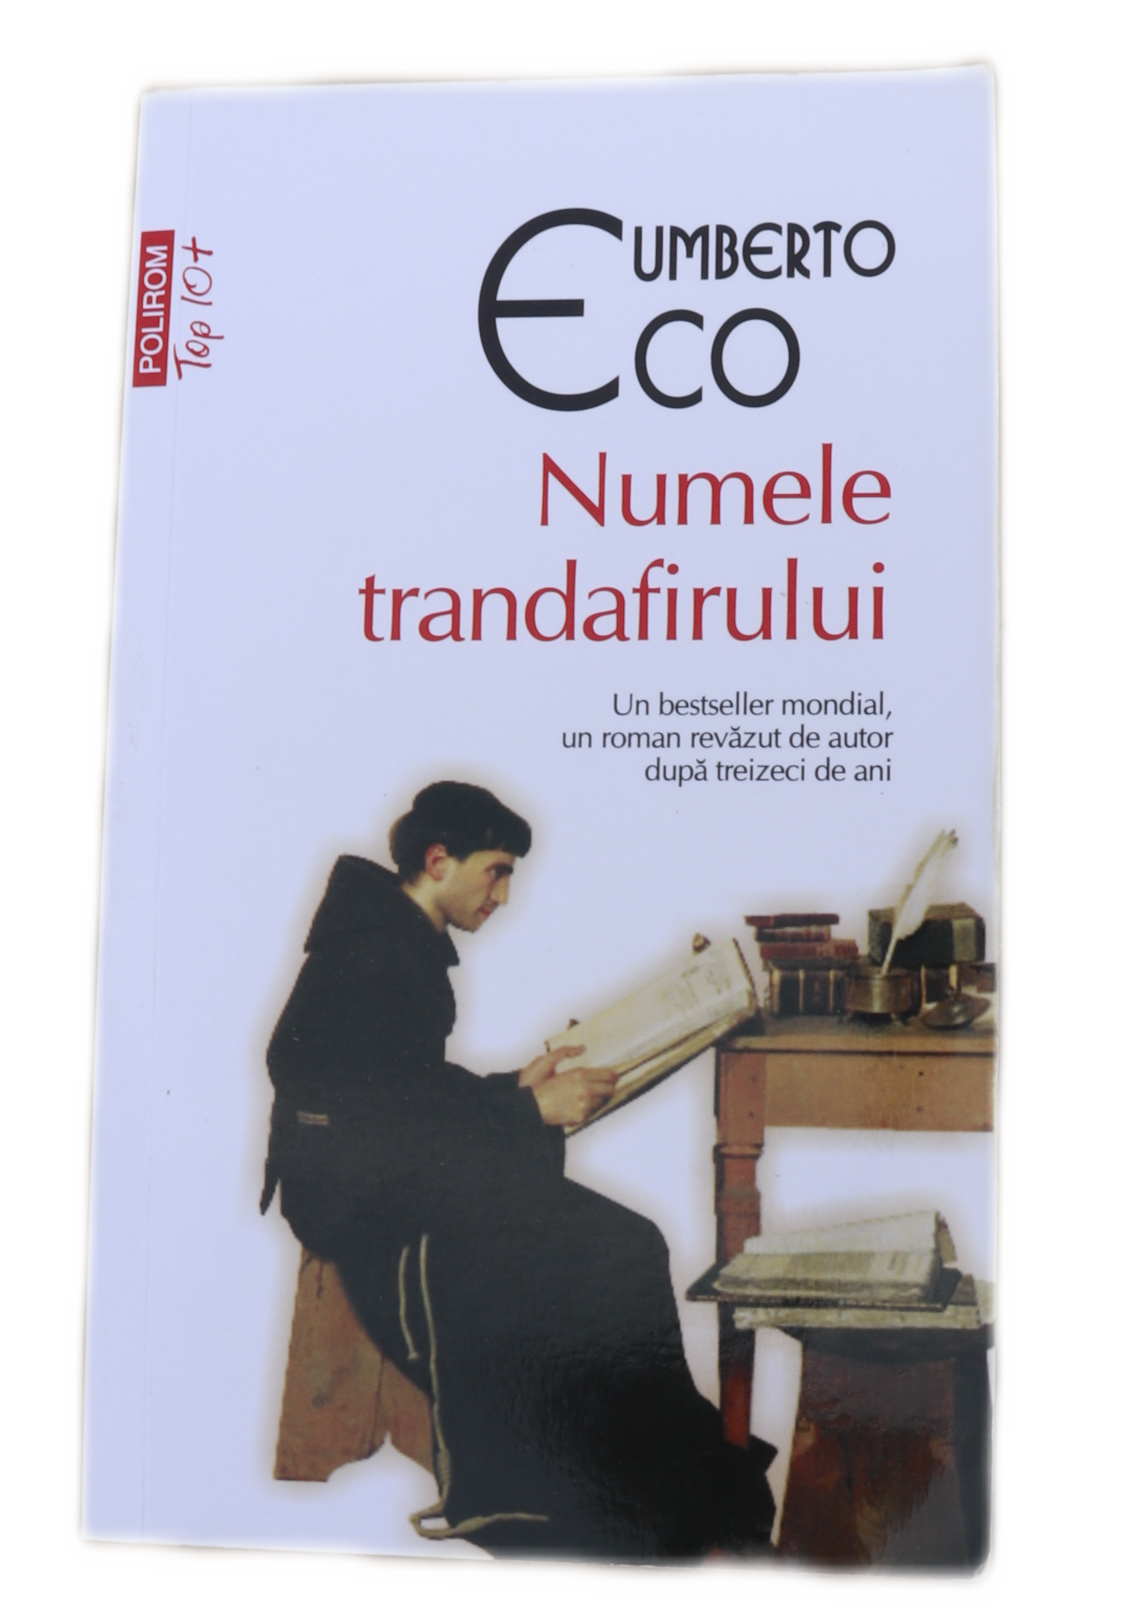 POLIROM
Top 10+
UMBERTO
ECO
Numele
trandafirului
Un bestseller mondial,
un roman revăzut de autor
după treizeci de ani